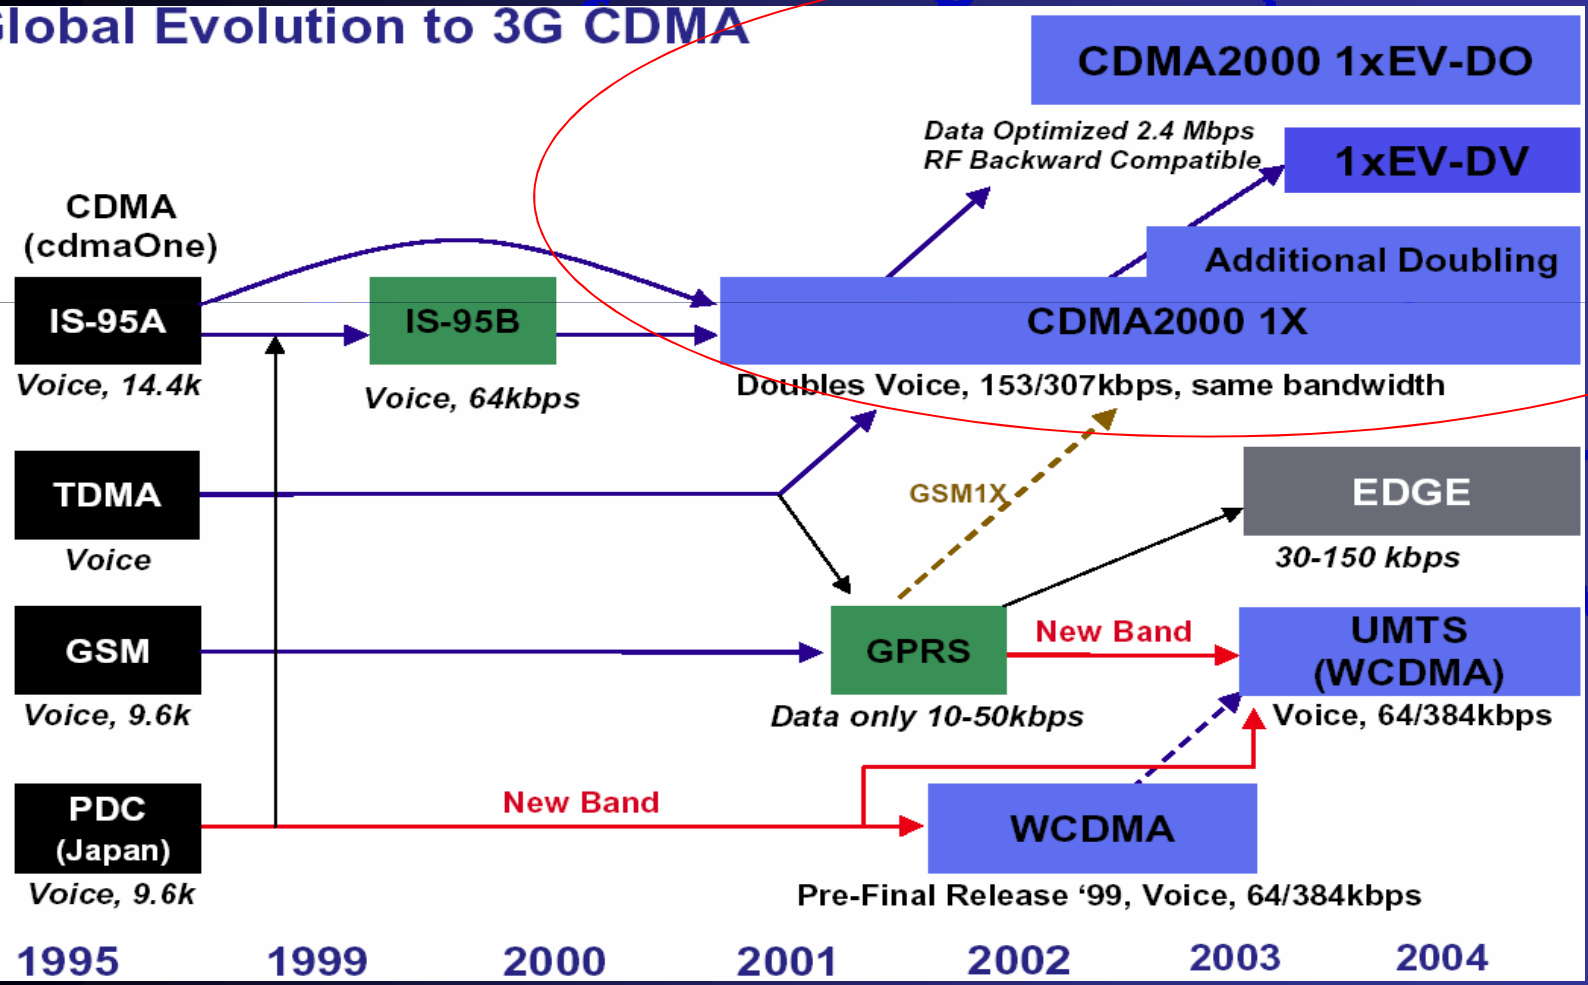 Global Evolution to 3G CDMA
CDMA2000 1xEV-DO
Data Optimized 2.4 Mbps
RF Backward Compatible
1xEV-DV
CDMA
(cdmaOne)
Additional Doubling
IS-95A
IS-95B
CDMA2000 1X
Voice, 14.4k
Voice, 64kbps
Doubles Voice, 153/307kbps, same bandwidth
TDMA
GSM1X
EDGE
Voice
30-150 kbps
GSM
GPRS
New Band
UMTS
(WCDMA)
Voice, 9.6k
Data only 10-50kbps
Voice, 64/384kbps
PDC
(Japan)
New Band
WCDMA
Voice, 9.6k
Pre-Final Release ‘99, Voice, 64/384kbps
1995 1999 2000 2001 2002 2003 2004